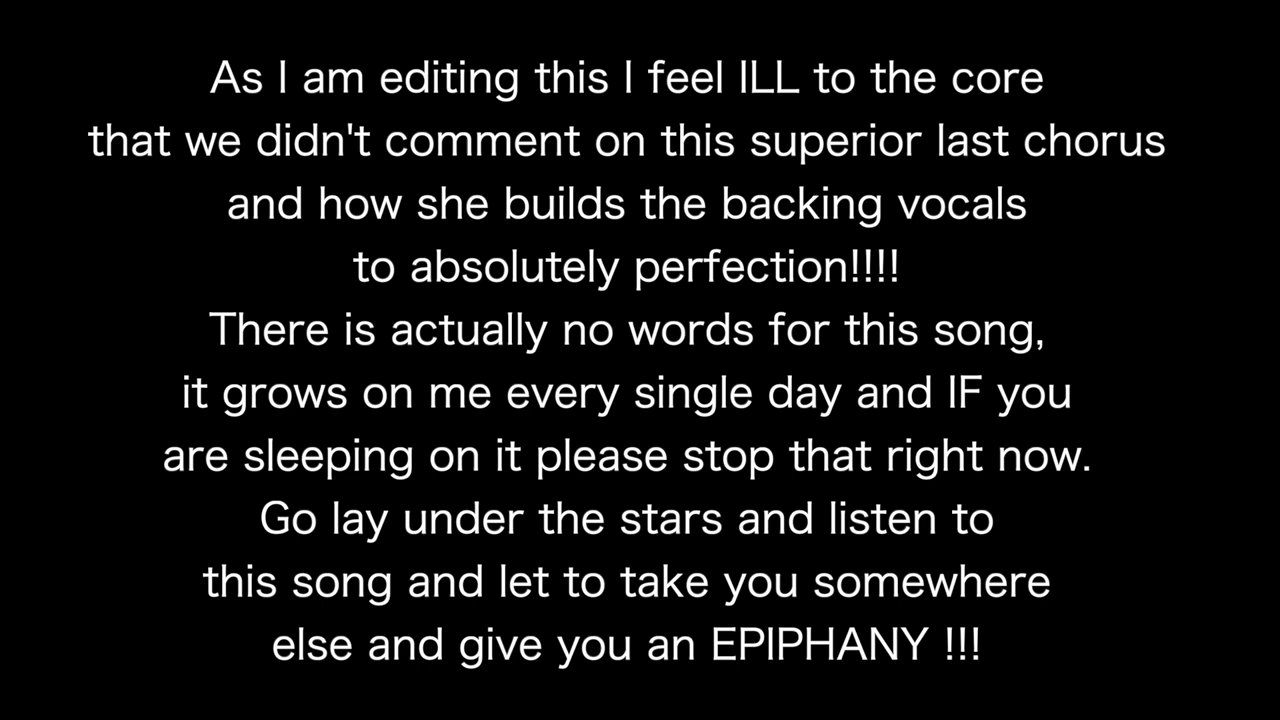 As I am editing this I feel ILL to the core
that we didn't comment on this superior last chorus
and how she builds the backing vocals
to absolutely perfection!!!!
There is actually no words for this song,
it grows on me every single day and IF you
are sleeping on it please stop that right now.
Go lay under the stars and listen to
this song and let to take you somewhere
else and give you an EPIPHANY !!!